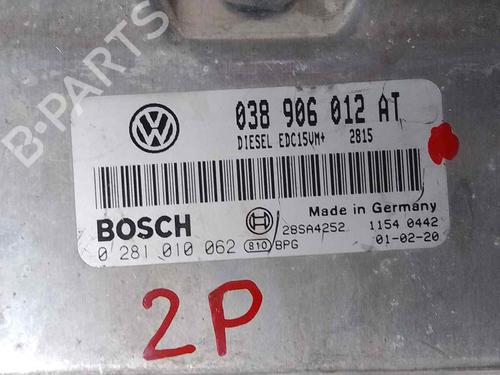 B-PARTS
038 906 012 AT
DIESEL EDC15VM+ 2815
BOSCH
Made in Germany
28SA4252 1154 0442
0 281 010 062 810 BPG 01-02-20
2P